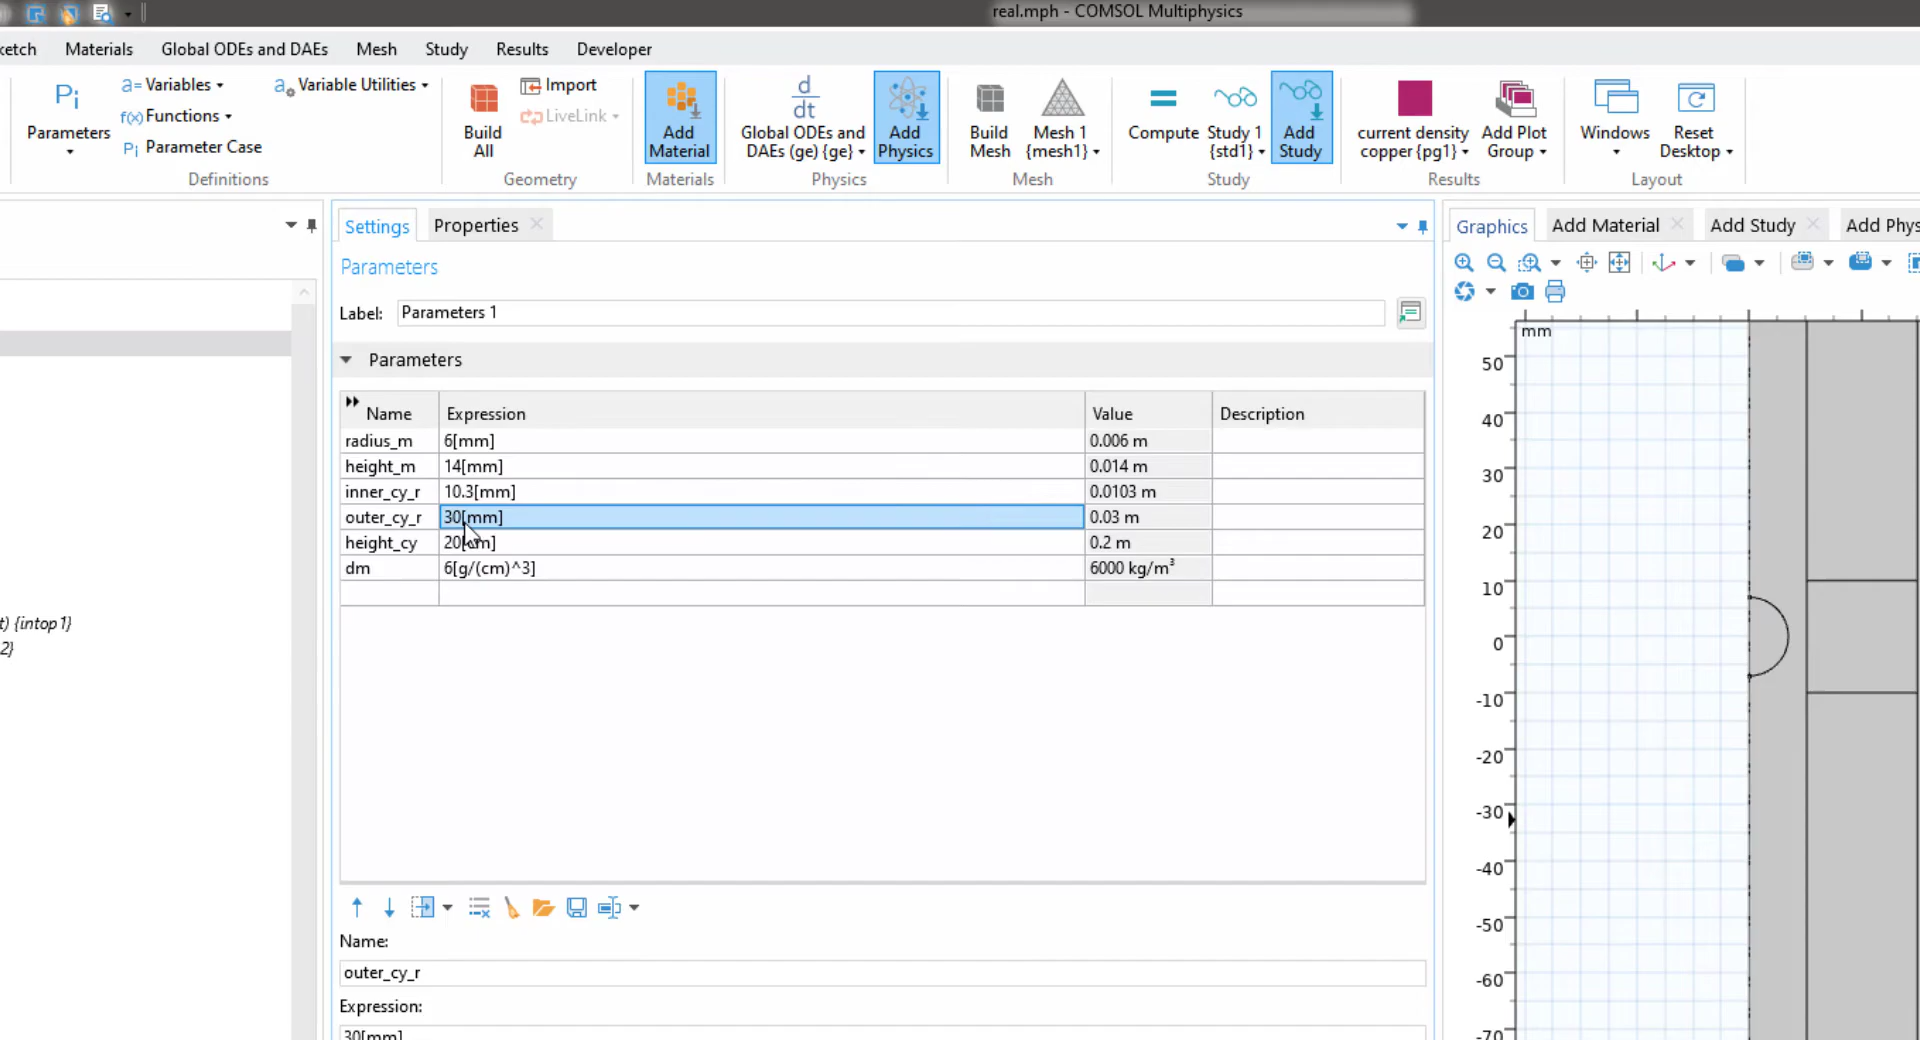 real.mph - COMSOL Multiphysics
ketch Materials Global ODEs and DAEs Mesh Study Results Developer
Pi Parameters
a= Variables
f(x) Functions
Pi Parameter Case
a Variable Utilities
Definitions
Build All
Import
LiveLink
Geometry
Add Material
Materials
d/dt Global ODEs and DAEs (ge) {ge}
Add Physics
Physics
Build Mesh
Mesh 1 {mesh1}
Mesh
Compute
Study 1 {std1}
Add Study
Study
current density copper {pg1}
Add Plot Group
Results
Windows
Reset Desktop
Layout
Settings Properties
Parameters
Label: Parameters 1
Parameters
Name Expression Value Description
radius_m 6[mm] 0.006 m
height_m 14[mm] 0.014 m
inner_cy_r 10.3[mm] 0.0103 m
outer_cy_r 30[mm] 0.03 m
height_cy 20 m] 0.2 m
dm 6[g/(cm)^3] 6000 kg/m³
t) {intop1}
2}
Name:
outer_cy_r
Expression:
30[mm]
Graphics Add Material Add Study Add Phys
mm
50
40
30
20
10
0
-10
-20
-30
-40
-50
-60
-70